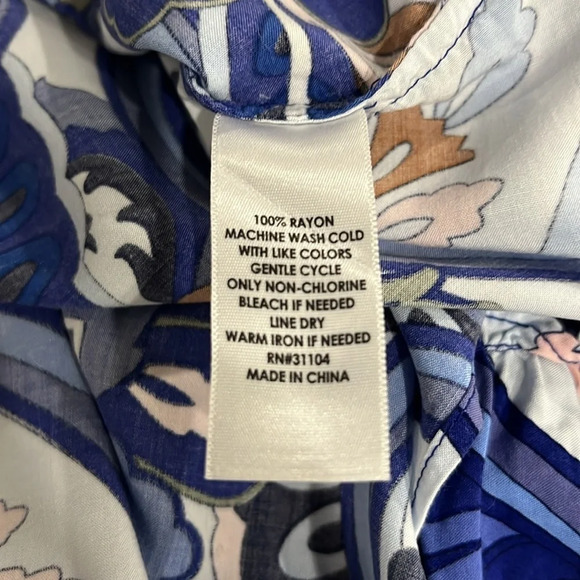 100% RAYON
MACHINE WASH COLD
WITH LIKE COLORS
GENTLE CYCLE
ONLY NON-CHLORINE
BLEACH IF NEEDED
LINE DRY
WARM IRON IF NEEDED
RN#31104
MADE IN CHINA